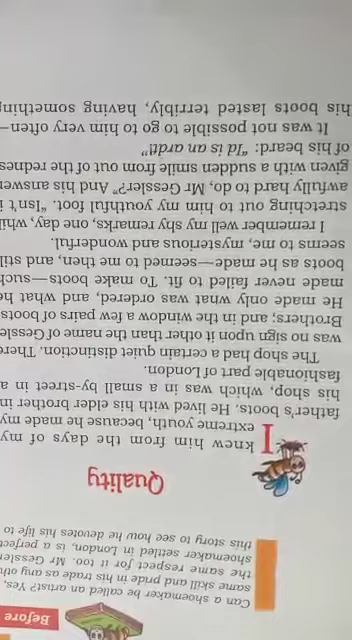 Before
Can a shoemaker be called an artist? Yes,
same skill and pride in his trade as any oth
the same respect for it too. Mr Gessler
shoemaker settled in London, is a perfect
this story to see how he devotes his life to
Quality
I knew him from the days of my
extreme youth, because he made my
father's boots. He lived with his elder brother in
his shop, which was in a small by-street in a
fashionable part of London.
The shop had a certain quiet distinction. There
was no sign upon it other than the name of Gessle
Brothers; and in the window a few pairs of boots
He made only what was ordered, and what he
made never failed to fit. To make boots—such
boots as he made—seemed to me then, and still
seems to me, mysterious and wonderful.
I remember well my shy remarks, one day, whil
stretching out to him my youthful foot. "Isn't i
awfully hard to do, Mr Gessler?" And his answer
given with a sudden smile from out of the rednes
of his beard: "Id is an ardt!"
It was not possible to go to him very often—
his boots lasted terribly, having something